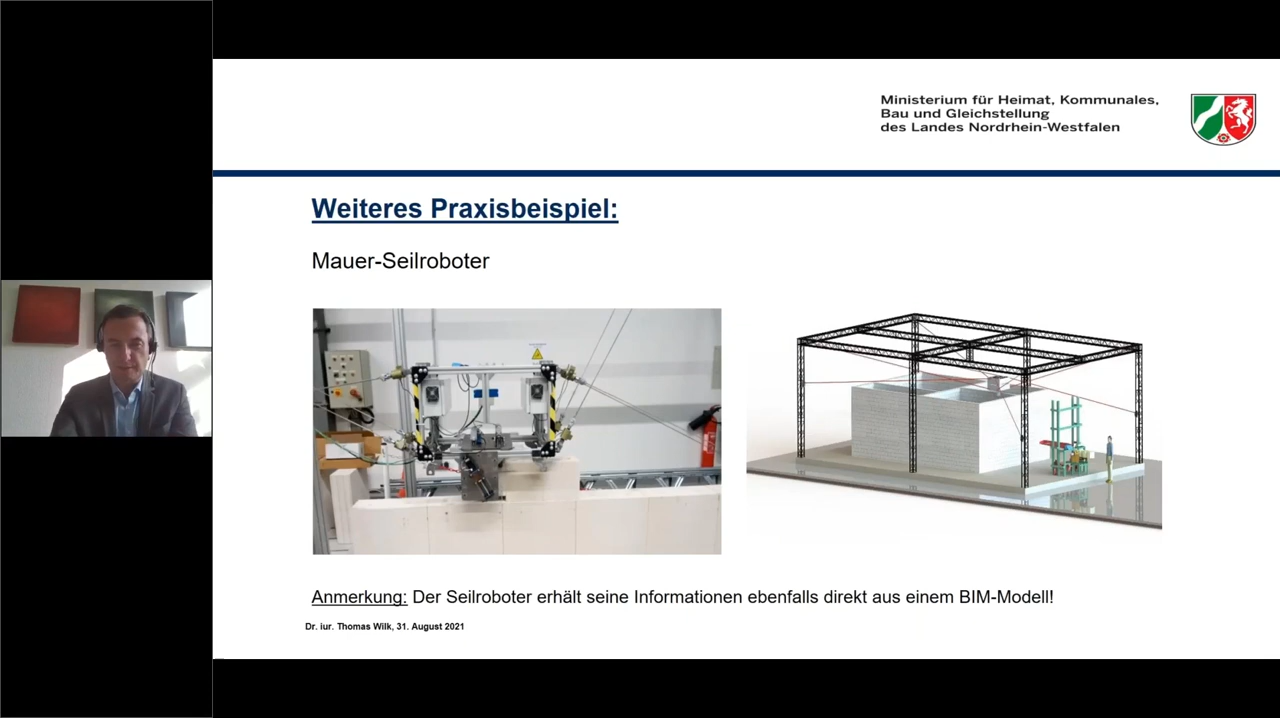 Ministerium für Heimat, Kommunales,
Bau und Gleichstellung
des Landes Nordrhein-Westfalen
Weiteres Praxisbeispiel:
Mauer-Seilroboter
Anmerkung: Der Seilroboter erhält seine Informationen ebenfalls direkt aus einem BIM-Modell!
Dr. iur. Thomas Wilk, 31. August 2021